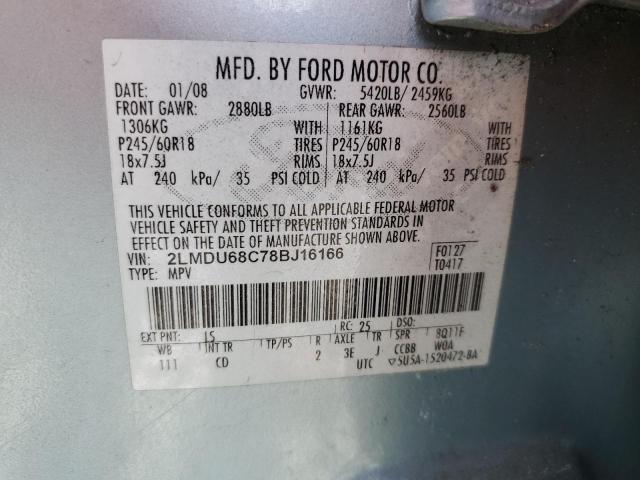 MFD. BY FORD MOTOR CO.
DATE: 01/08 GVWR: 5420LB/ 2459KG
FRONT GAWR: 2880LB REAR GAWR: 2560LB
1306KG WITH 1161KG WITH
P245/60R18 TIRES P245/60R18 TIRES
18x7.5J RIMS 18x7.5J RIMS
AT 240 kPa/ 35 PSI COLD AT 240 kPa/ 35 PSI COLD
THIS VEHICLE CONFORMS TO ALL APPLICABLE FEDERAL MOTOR
VEHICLE SAFETY AND THEFT PREVENTION STANDARDS IN
EFFECT ON THE DATE OF MANUFACTURE SHOWN ABOVE.
VIN: 2LMDU68C78BJ16166 F0127
TYPE: MPV T0417
EXT PNT: IS RC: 25 DSO:
WB INT TR TP/PS R AXLE TR SPR 8Q11F
111 CD 2 3E J CCBB WOA
UTC ▽5U5A-1520472-BA